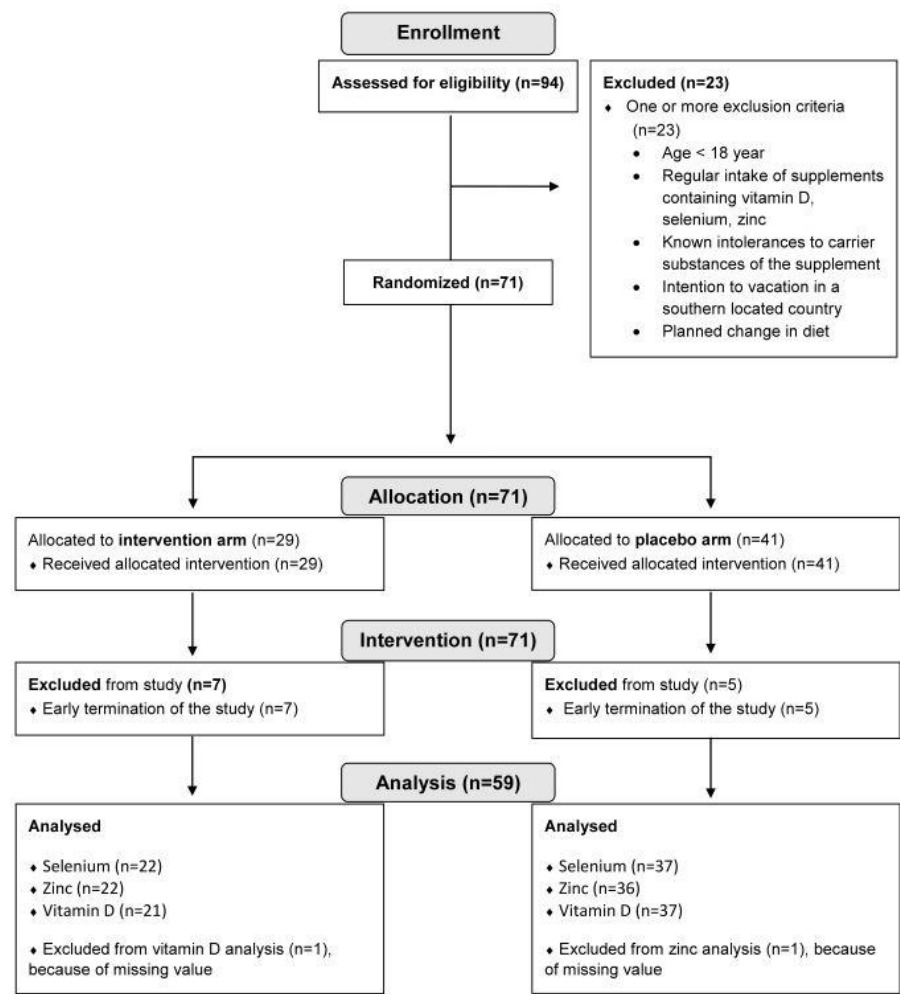 Enrollment
Assessed for eligibility (n=94)
Excluded (n=23)
♦ One or more exclusion criteria
(n=23)
• Age < 18 year
• Regular intake of supplements
containing vitamin D,
selenium, zinc
• Known intolerances to carrier
substances of the supplement
• Intention to vacation in a
southern located country
• Planned change in diet
Randomized (n=71)
Allocation (n=71)
Allocated to intervention arm (n=29)
♦ Received allocated intervention (n=29)
Allocated to placebo arm (n=41)
♦ Received allocated intervention (n=41)
Intervention (n=71)
Excluded from study (n=7)
♦ Early termination of the study (n=7)
Excluded from study (n=5)
♦ Early termination of the study (n=5)
Analysis (n=59)
Analysed
♦ Selenium (n=22)
♦ Zinc (n=22)
♦ Vitamin D (n=21)
♦ Excluded from vitamin D analysis (n=1),
because of missing value
Analysed
♦ Selenium (n=37)
♦ Zinc (n=36)
♦ Vitamin D (n=37)
♦ Excluded from zinc analysis (n=1), because
of missing value